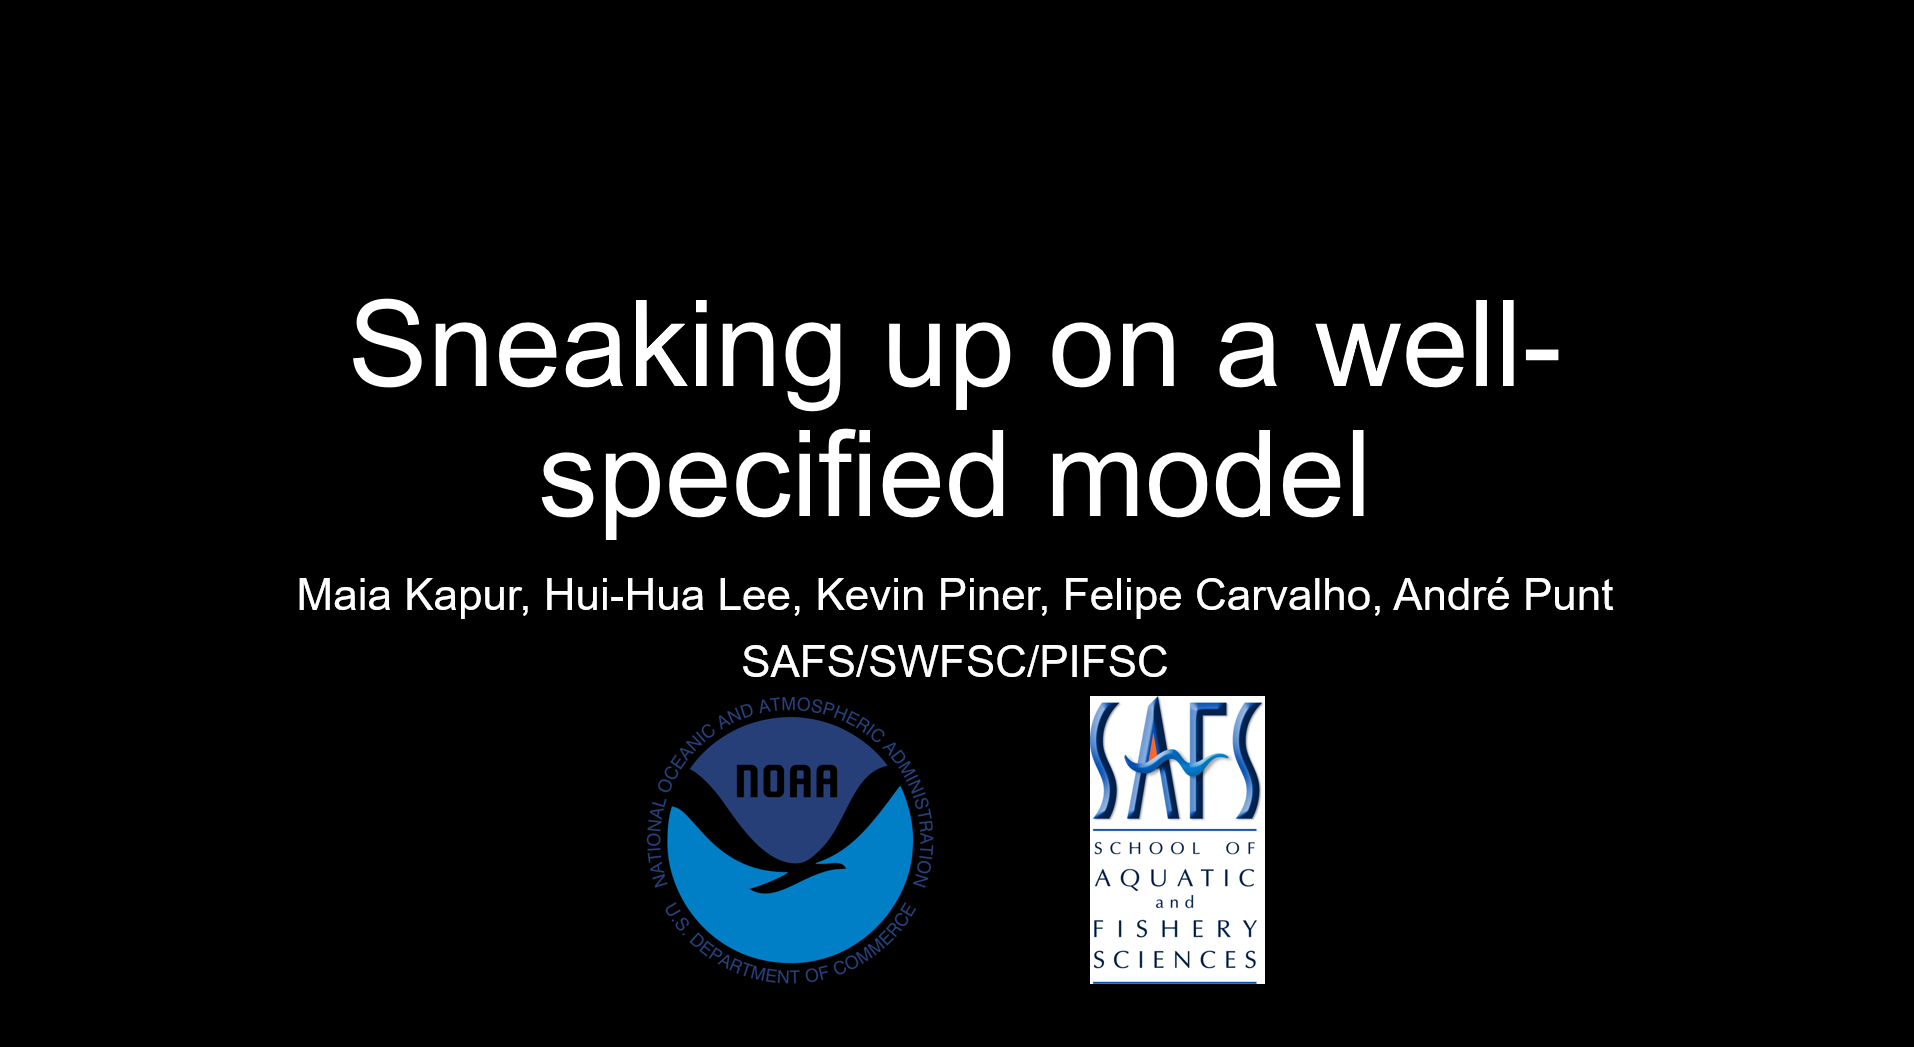 Sneaking up on a well-
specified model
Maia Kapur, Hui-Hua Lee, Kevin Piner, Felipe Carvalho, André Punt
SAFS/SWFSC/PIFSC
NATIONAL OCEANIC AND ATMOSPHERIC ADMINISTRATION
NOAA
U.S. DEPARTMENT OF COMMERCE
SAFS
SCHOOL OF
AQUATIC
and
FISHERY
SCIENCES